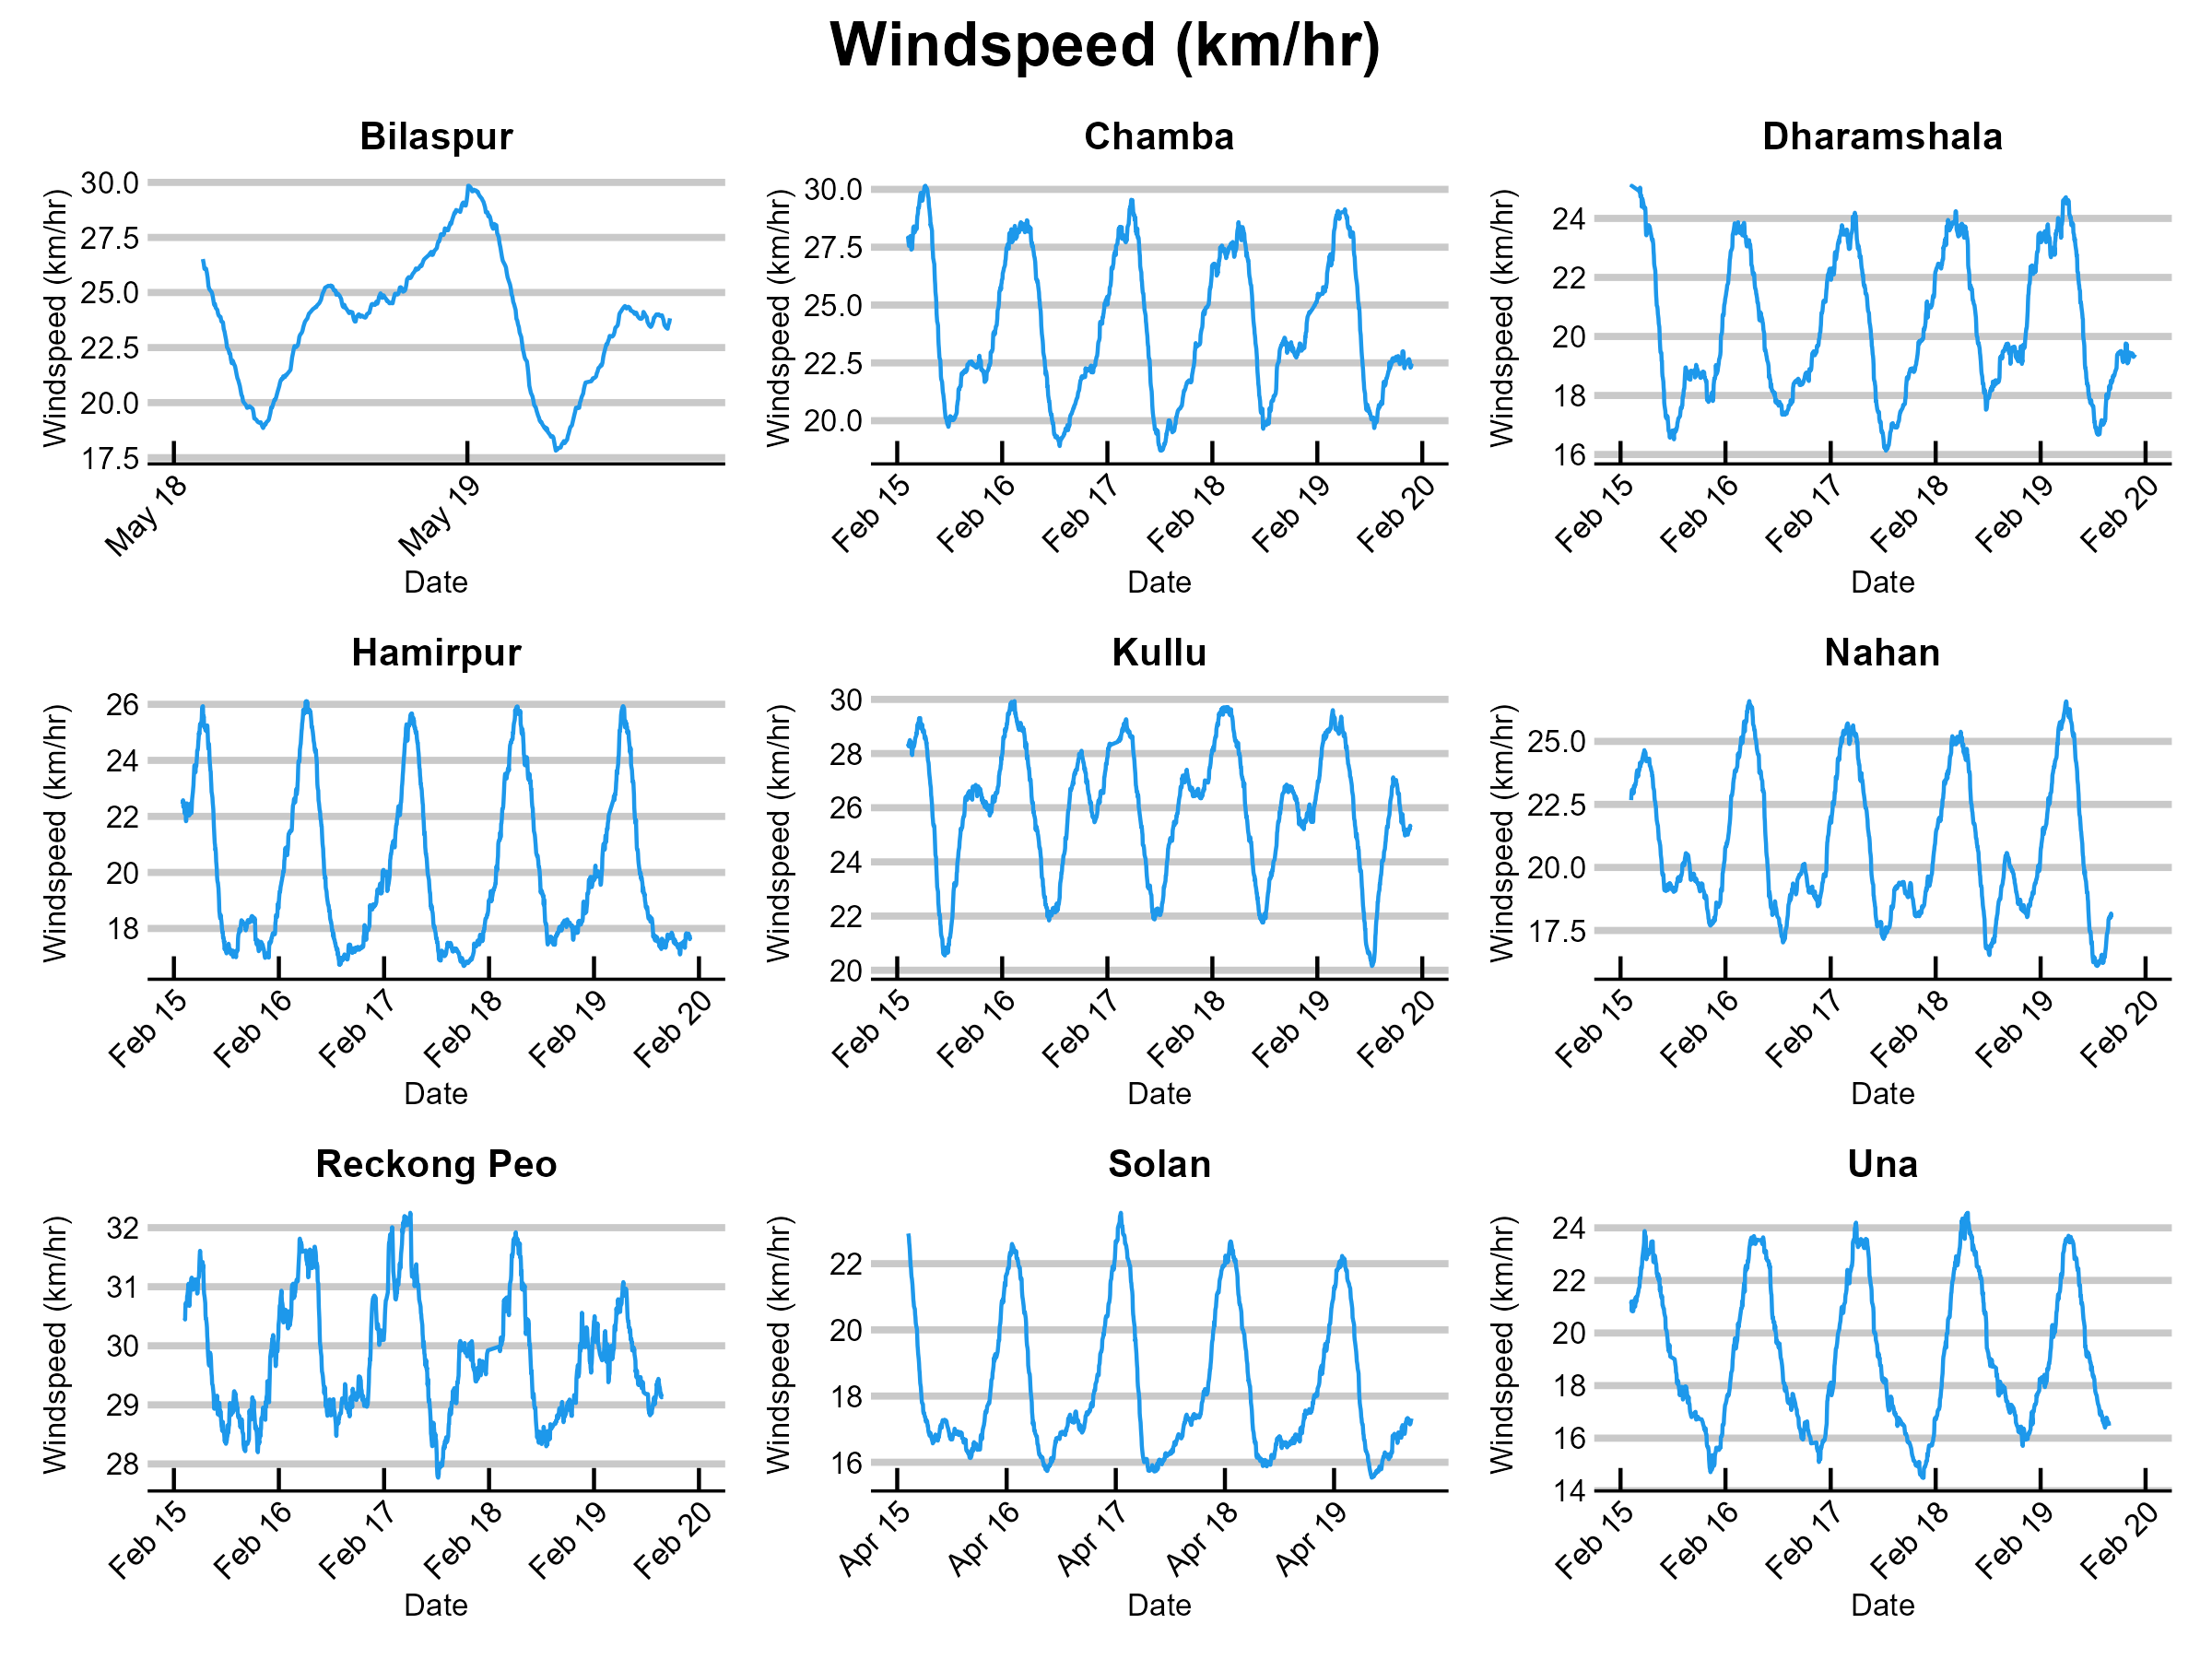 Windspeed (km/hr)
Bilaspur
Windspeed (km/hr)
30.0
27.5
25.0
22.5
20.0
17.5
May 18
May 19
Date
Chamba
Windspeed (km/hr)
30.0
27.5
25.0
22.5
20.0
Feb 15
Feb 16
Feb 17
Feb 18
Feb 19
Feb 20
Date
Dharamshala
Windspeed (km/hr)
24
22
20
18
16
Feb 15
Feb 16
Feb 17
Feb 18
Feb 19
Feb 20
Date
Hamirpur
Windspeed (km/hr)
26
24
22
20
18
Feb 15
Feb 16
Feb 17
Feb 18
Feb 19
Feb 20
Date
Kullu
Windspeed (km/hr)
30
28
26
24
22
20
Feb 15
Feb 16
Feb 17
Feb 18
Feb 19
Feb 20
Date
Nahan
Windspeed (km/hr)
25.0
22.5
20.0
17.5
Feb 15
Feb 16
Feb 17
Feb 18
Feb 19
Feb 20
Date
Reckong Peo
Windspeed (km/hr)
32
31
30
29
28
Feb 15
Feb 16
Feb 17
Feb 18
Feb 19
Feb 20
Date
Solan
Windspeed (km/hr)
22
20
18
16
Apr 15
Apr 16
Apr 17
Apr 18
Apr 19
Date
Una
Windspeed (km/hr)
24
22
20
18
16
14
Feb 15
Feb 16
Feb 17
Feb 18
Feb 19
Feb 20
Date